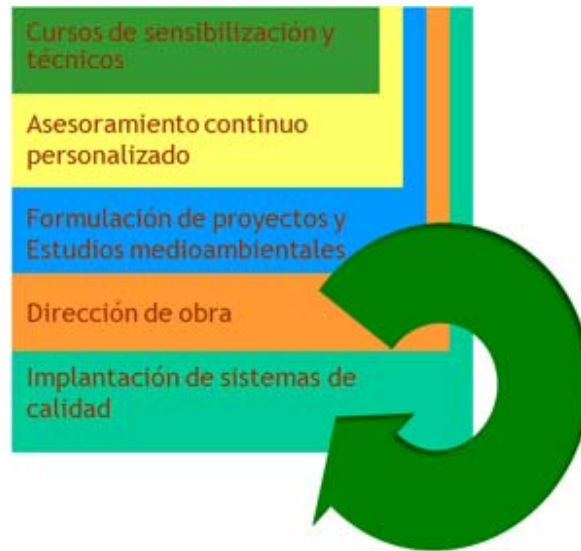 Cursos de sensibilización y
técnicos
Asesoramiento continuo
personalizado
Formulación de proyectos y
Estudios medioambientales
Dirección de obra
Implantación de sistemas de
calidad